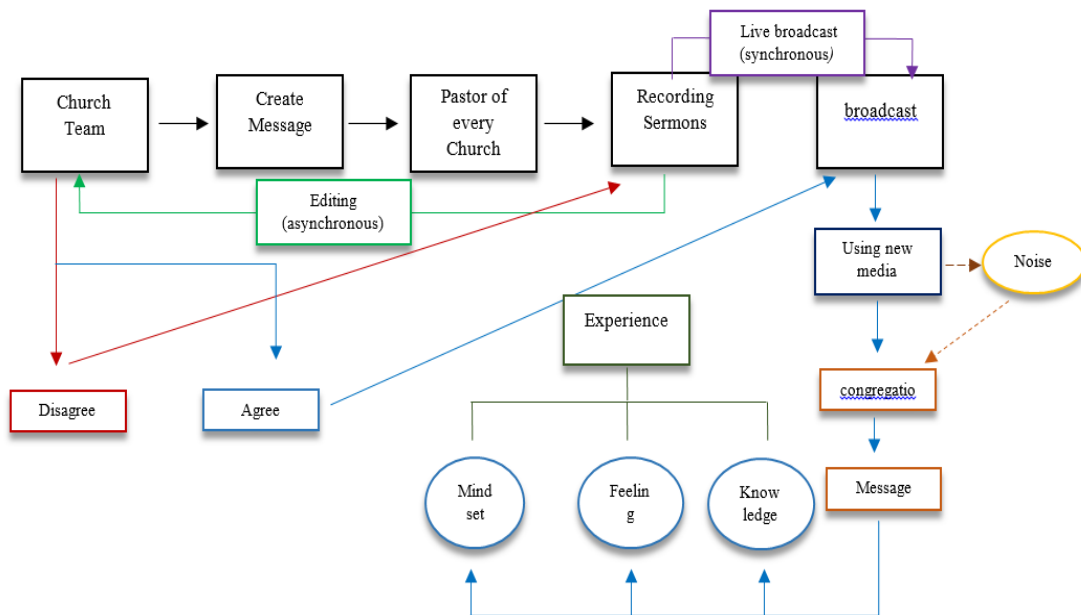 Live broadcast
(synchronous)
Church
Team
Create
Message
Pastor of
every
Church
Recording
Sermons
broadcast
Editing
(asynchronous)
Using new
media
Noise
Experience
Disagree
Agree
congregatio
Mind
set
Feelin
g
Know
ledge
Message